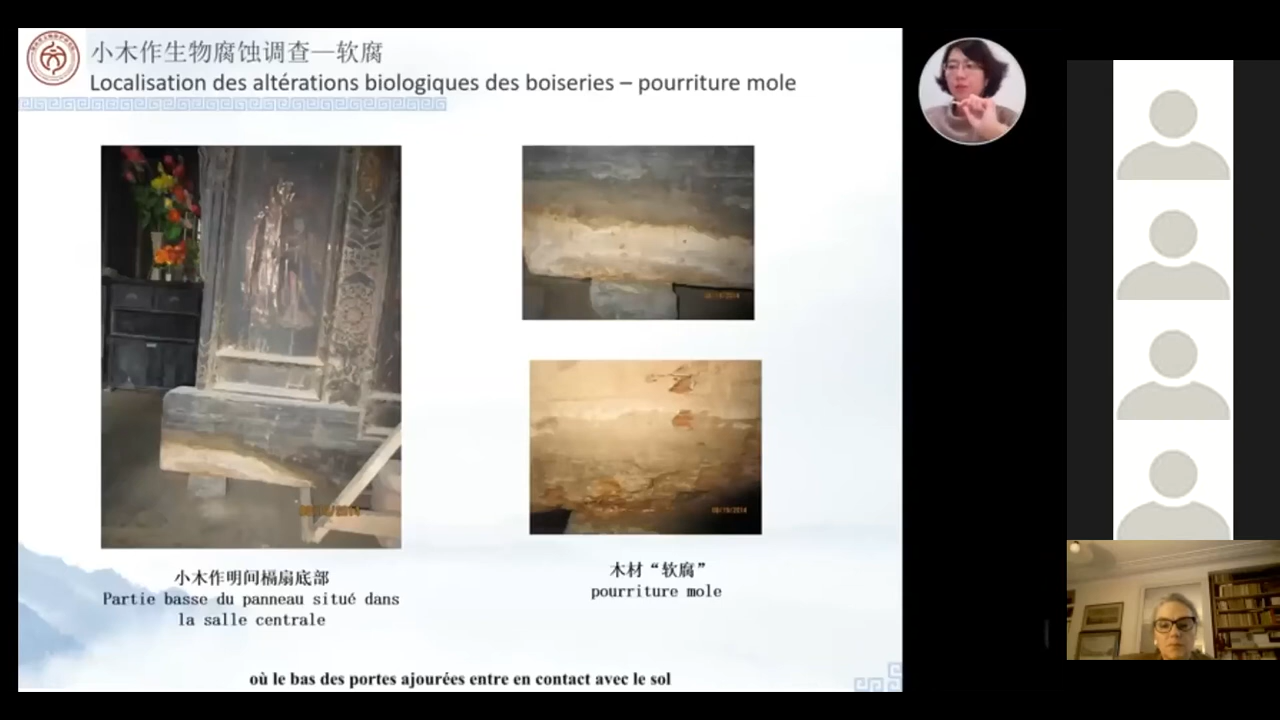 小木作生物腐蚀调查—软腐
Localisation des altérations biologiques des boiseries – pourriture mole
小木作明间槅扇底部
Partie basse du panneau situé dans
la salle centrale
木材“软腐”
pourriture mole
où le bas des portes ajourées entre en contact avec le sol